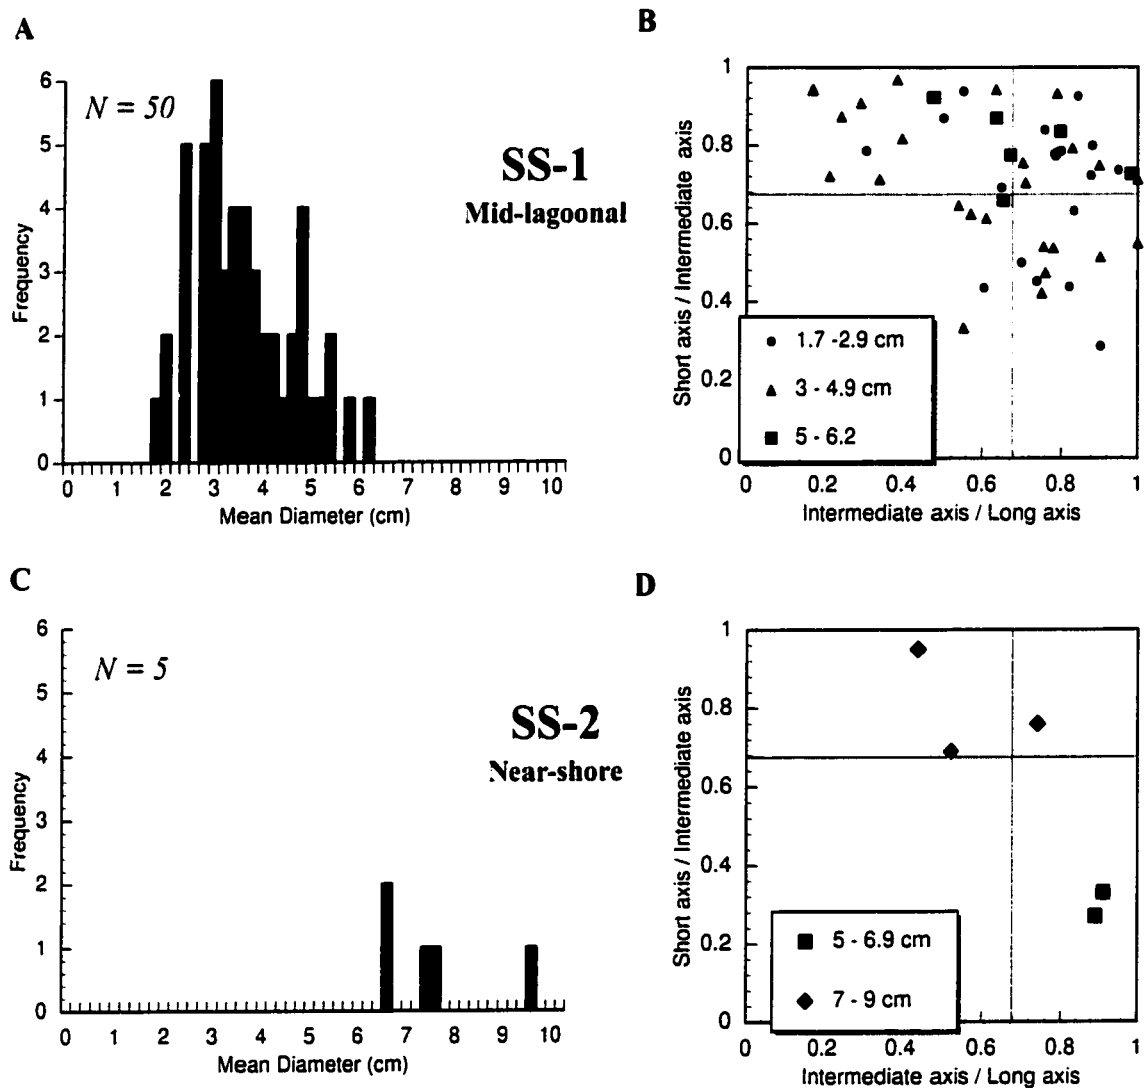 A
N = 50
SS-1
Mid-lagoonal
6
5
4
3
2
1
0
Frequency
0 1 2 3 4 5 6 7 8 9 10
Mean Diameter (cm)
B
1
0.8
0.6
0.4
0.2
0
Short axis / Intermediate axis
1.7 -2.9 cm
3 - 4.9 cm
5 - 6.2
0 0.2 0.4 0.6 0.8 1
Intermediate axis / Long axis
C
N = 5
SS-2
Near-shore
6
5
4
3
2
1
0
Frequency
0 1 2 3 4 5 6 7 8 9 10
Mean Diameter (cm)
D
1
0.8
0.6
0.4
0.2
0
Short axis / Intermediate axis
5 - 6.9 cm
7 - 9 cm
0 0.2 0.4 0.6 0.8 1
Intermediate axis / Long axis